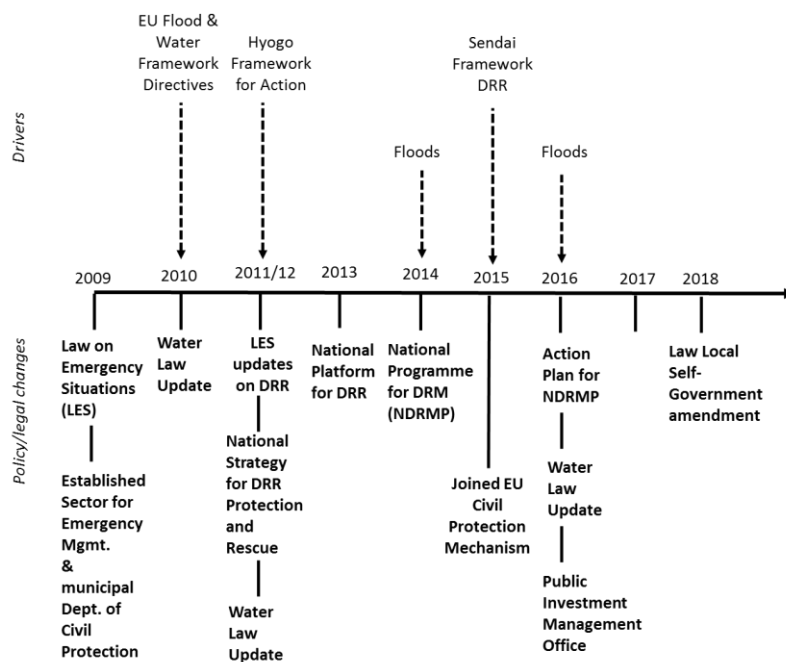 Drivers
EU Flood &
Water
Framework
Directives
Hyogo
Framework
for Action
Floods
Sendai
Framework
DRR
Floods
2009
2010
2011/12
2013
2014
2015
2016
2017
2018
Policy/legal changes
Law on
Emergency
Situations
(LES)
Established
Sector for
Emergency
Mgmt.
&
municipal
Dept. of
Civil
Protection
Water
Law
Update
LES
updates
on DRR
National
Strategy
for DRR
Protection
and
Rescue
Water
Law
Update
National
Platform
for DRR
National
Programme
for DRM
(NDRMP)
Joined EU
Civil
Protection
Mechanism
Action
Plan for
NDRMP
Water
Law
Update
Public
Investment
Management
Office
Law Local
Self-
Government
amendment